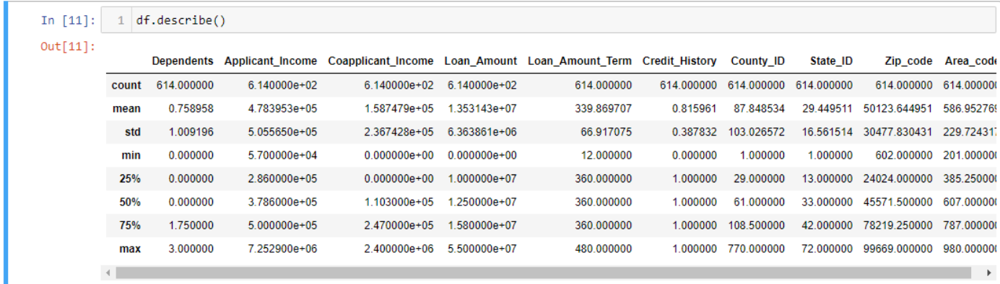 In [11]: 1 df.describe()
Out[11]:
Dependents Applicant_Income Coapplicant_Income Loan_Amount Loan_Amount_Term Credit_History County_ID State_ID Zip_code Area_code
count 614.000000 6.140000e+02 6.140000e+02 6.140000e+02 614.000000 614.000000 614.000000 614.000000 614.000000 614.000000
mean 0.758958 4.783953e+05 1.587479e+05 1.353143e+07 339.869707 0.815961 87.848534 29.449511 50123.644951 586.952769
std 1.009196 5.055650e+05 2.367428e+05 6.363861e+06 66.917075 0.387832 103.026572 16.561514 30477.830431 229.724317
min 0.000000 5.700000e+04 0.000000e+00 0.000000e+00 12.000000 0.000000 1.000000 1.000000 602.000000 201.000000
25% 0.000000 2.860000e+05 0.000000e+00 1.000000e+07 360.000000 1.000000 29.000000 13.000000 24024.000000 385.250000
50% 0.000000 3.786000e+05 1.103000e+05 1.250000e+07 360.000000 1.000000 61.000000 33.000000 45571.500000 607.000000
75% 1.750000 5.000000e+05 2.470000e+05 1.580000e+07 360.000000 1.000000 108.500000 42.000000 78219.250000 787.000000
max 3.000000 7.252900e+06 2.400000e+06 5.500000e+07 480.000000 1.000000 770.000000 72.000000 99669.000000 980.000000